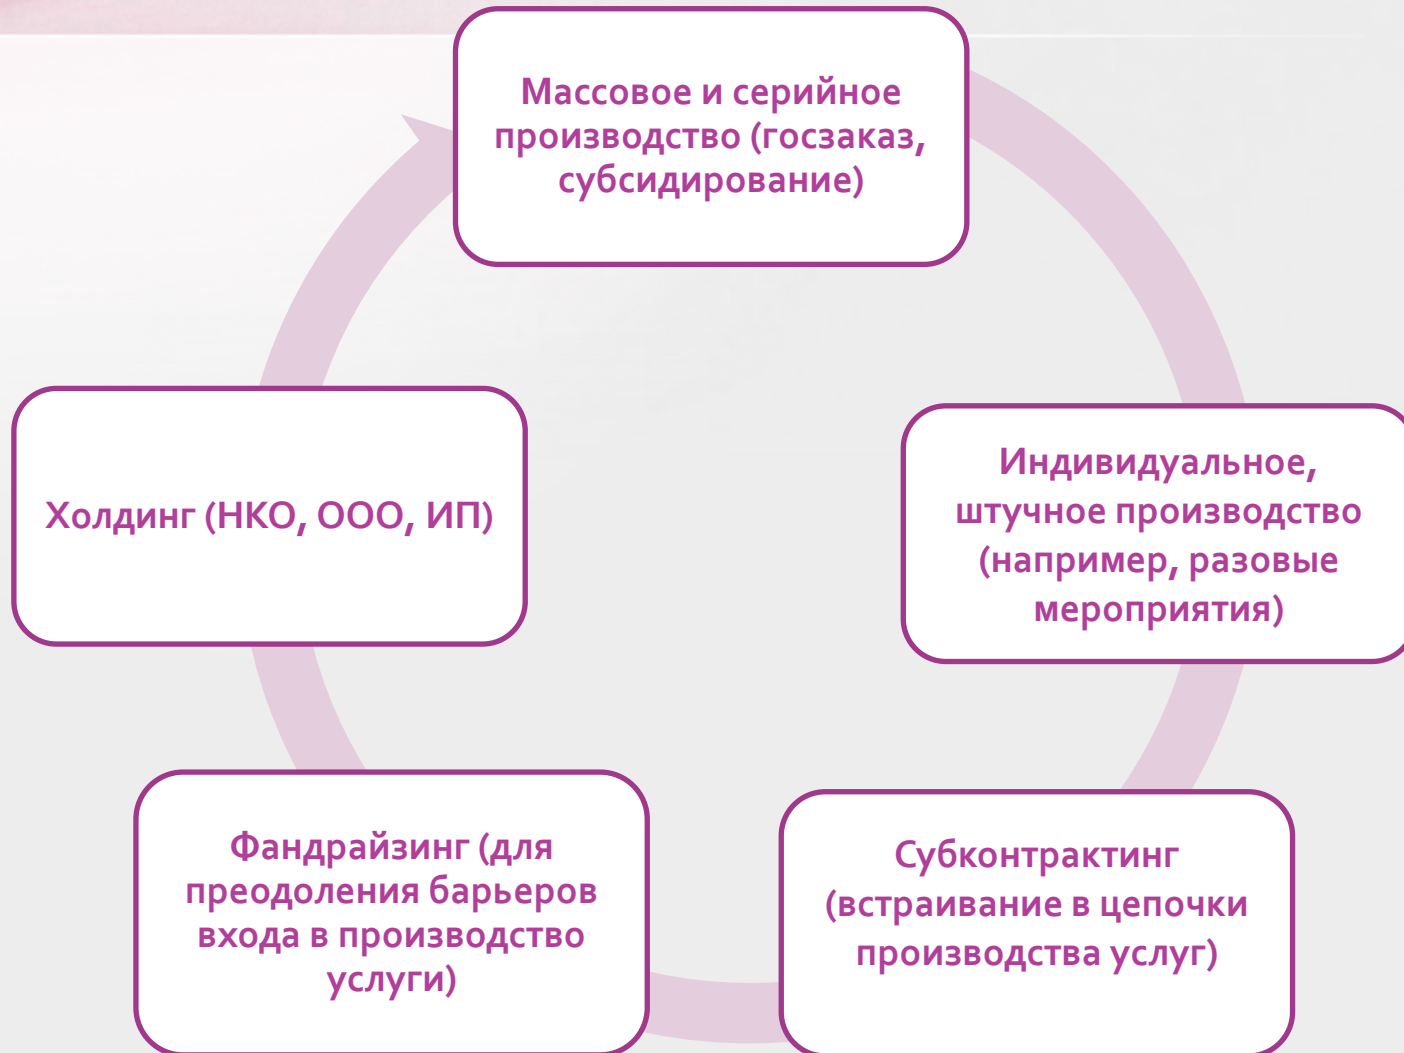 Массовое и серийное
производство (госзаказ,
субсидирование)
Индивидуальное,
штучное производство
(например, разовые
мероприятия)
Субконтрактинг
(встраивание в цепочки
производства услуг)
Фандрайзинг (для
преодоления барьеров
входа в производство
услуги)
Холдинг (НКО, ООО, ИП)